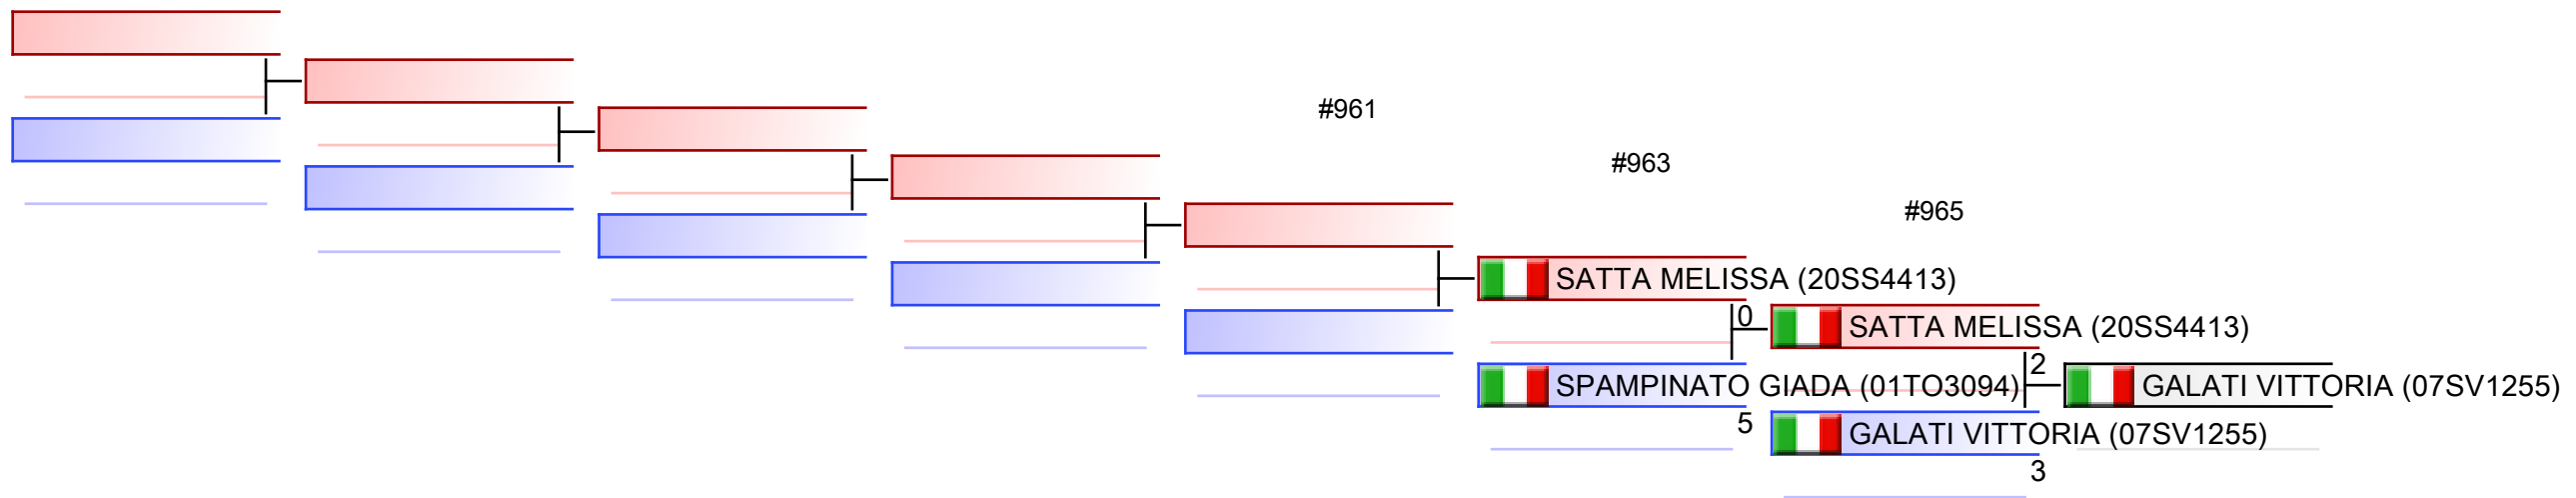 #961
#963
#965
SATTA MELISSA (20SS4413)
0
SATTA MELISSA (20SS4413)
2
SPAMPINATO GIADA (01TO3094)
GALATI VITTORIA (07SV1255)
5
GALATI VITTORIA (07SV1255)
3